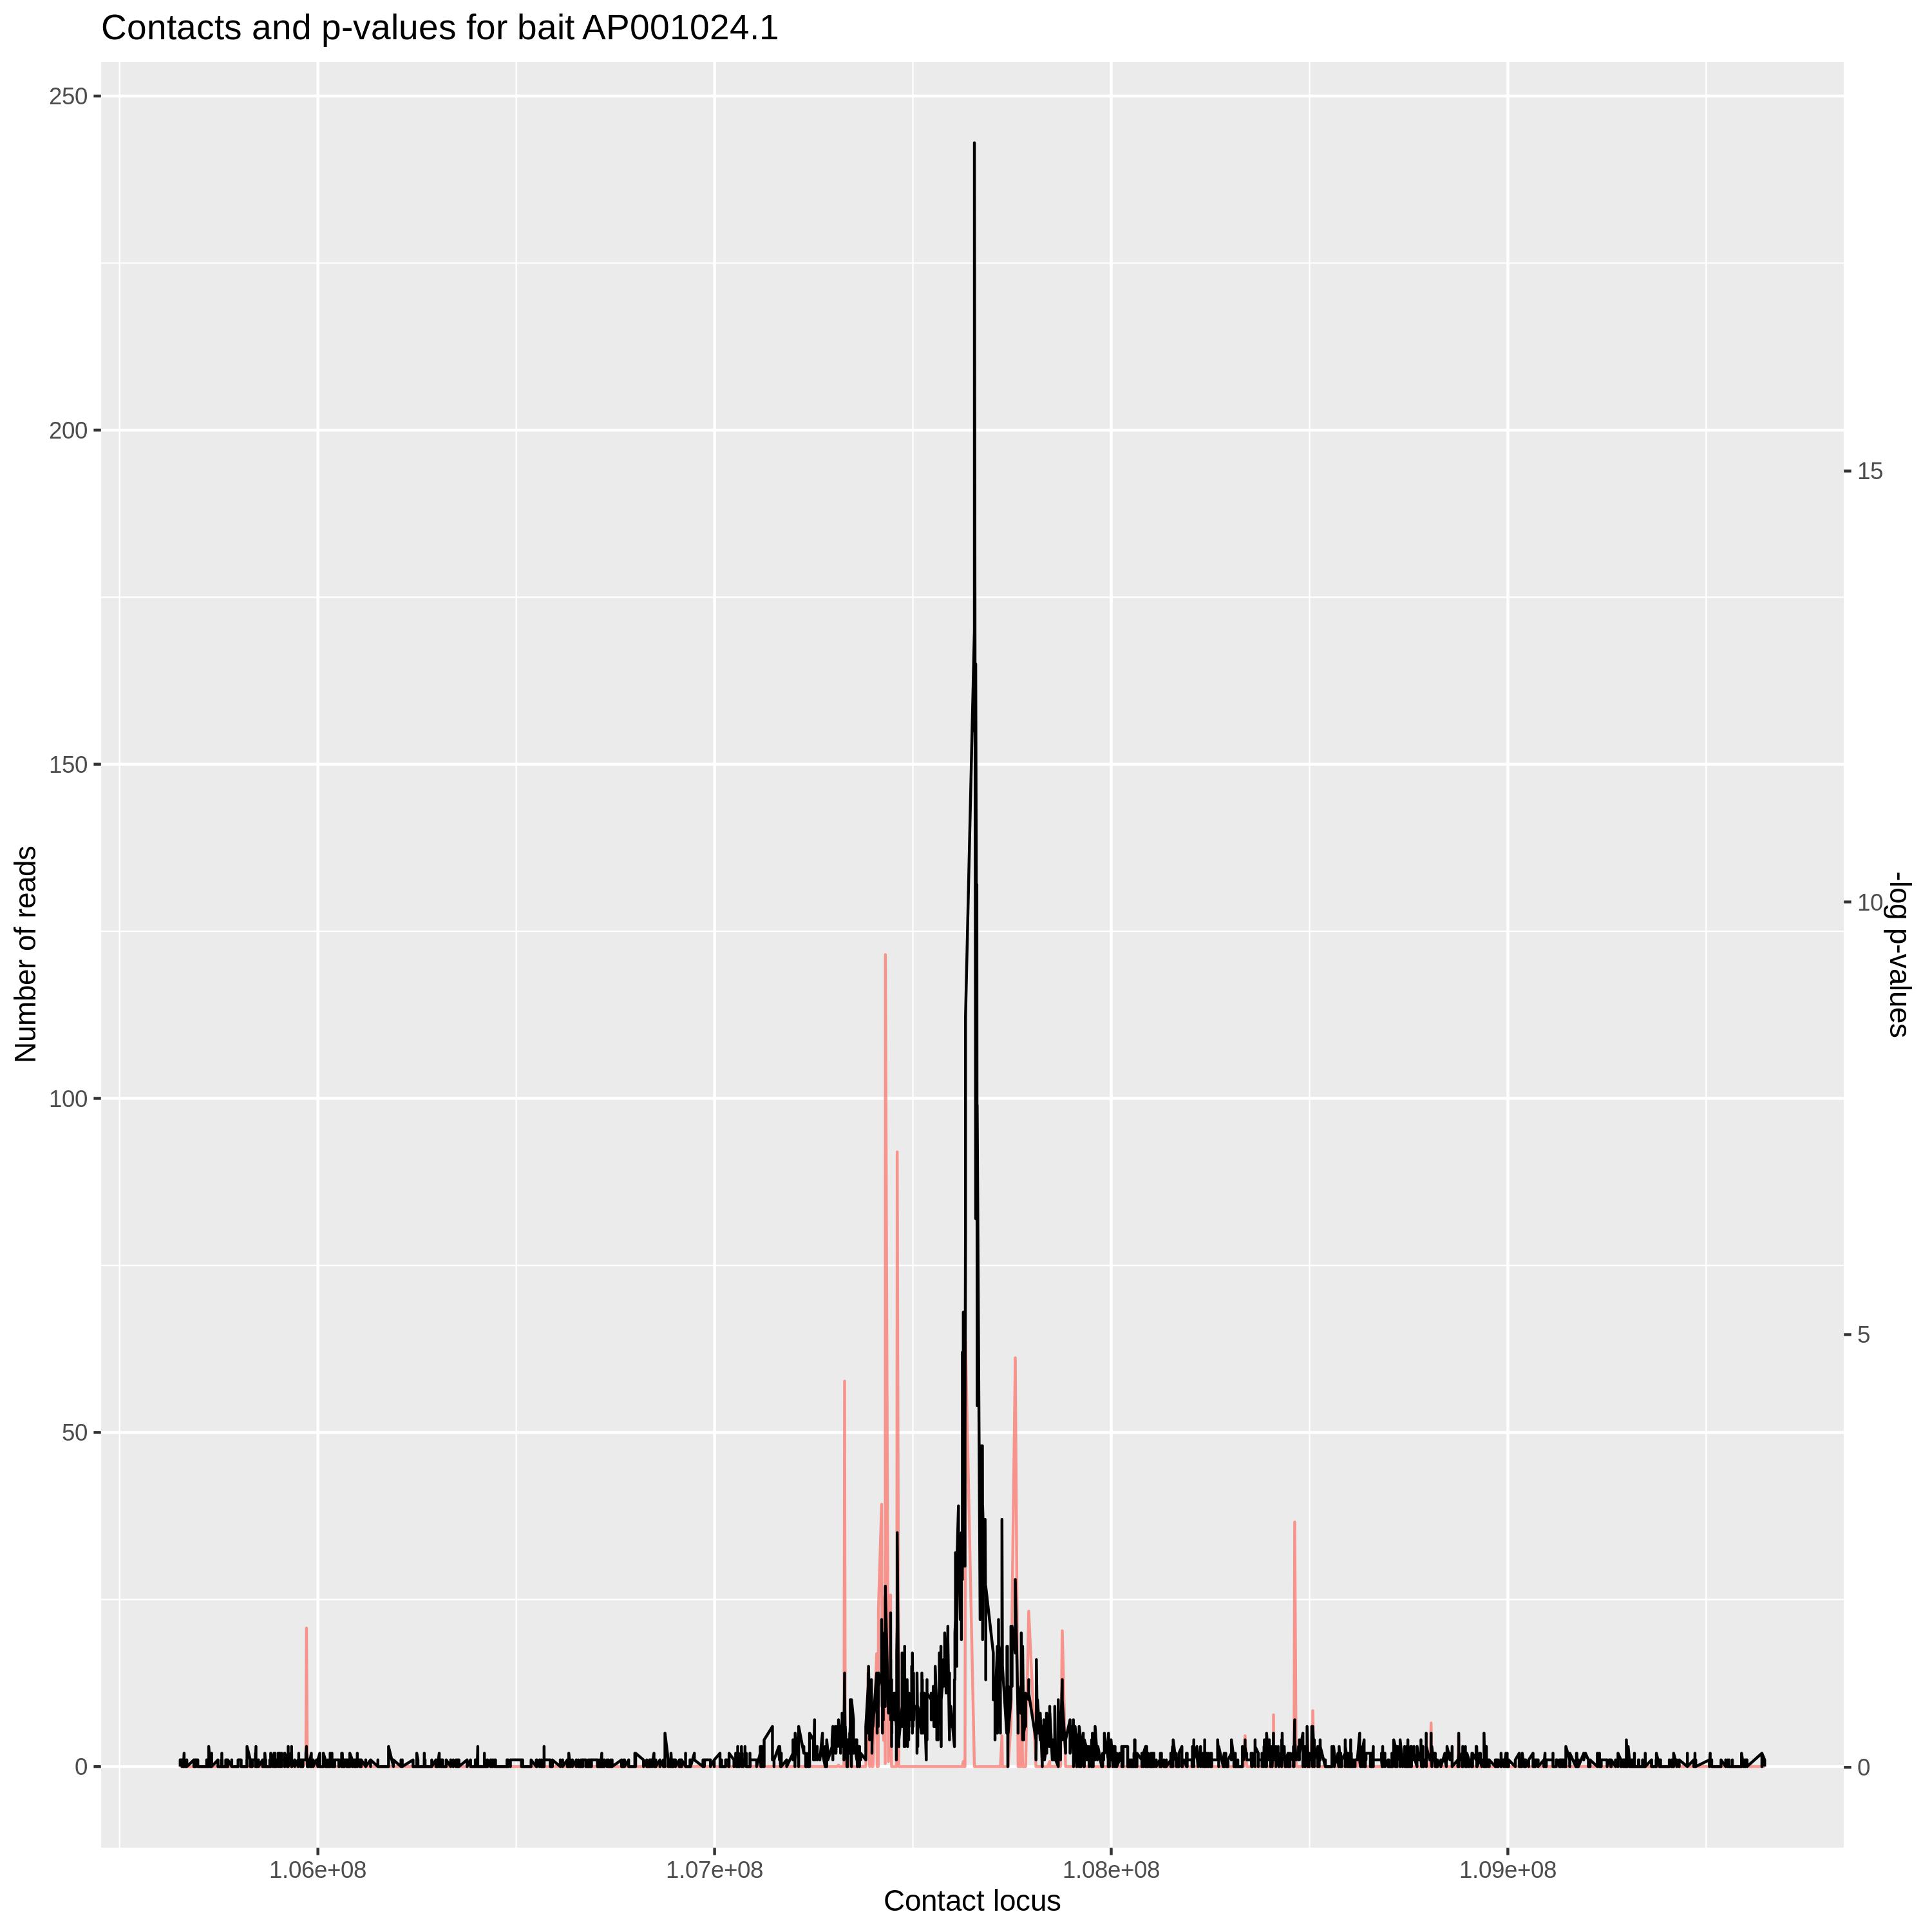 Contacts and p-values for bait AP001024.1
250
200
150
100
50
0
Number of reads
15
10
5
0
-log p-values
1.06e+08
1.07e+08
1.08e+08
1.09e+08
Contact locus